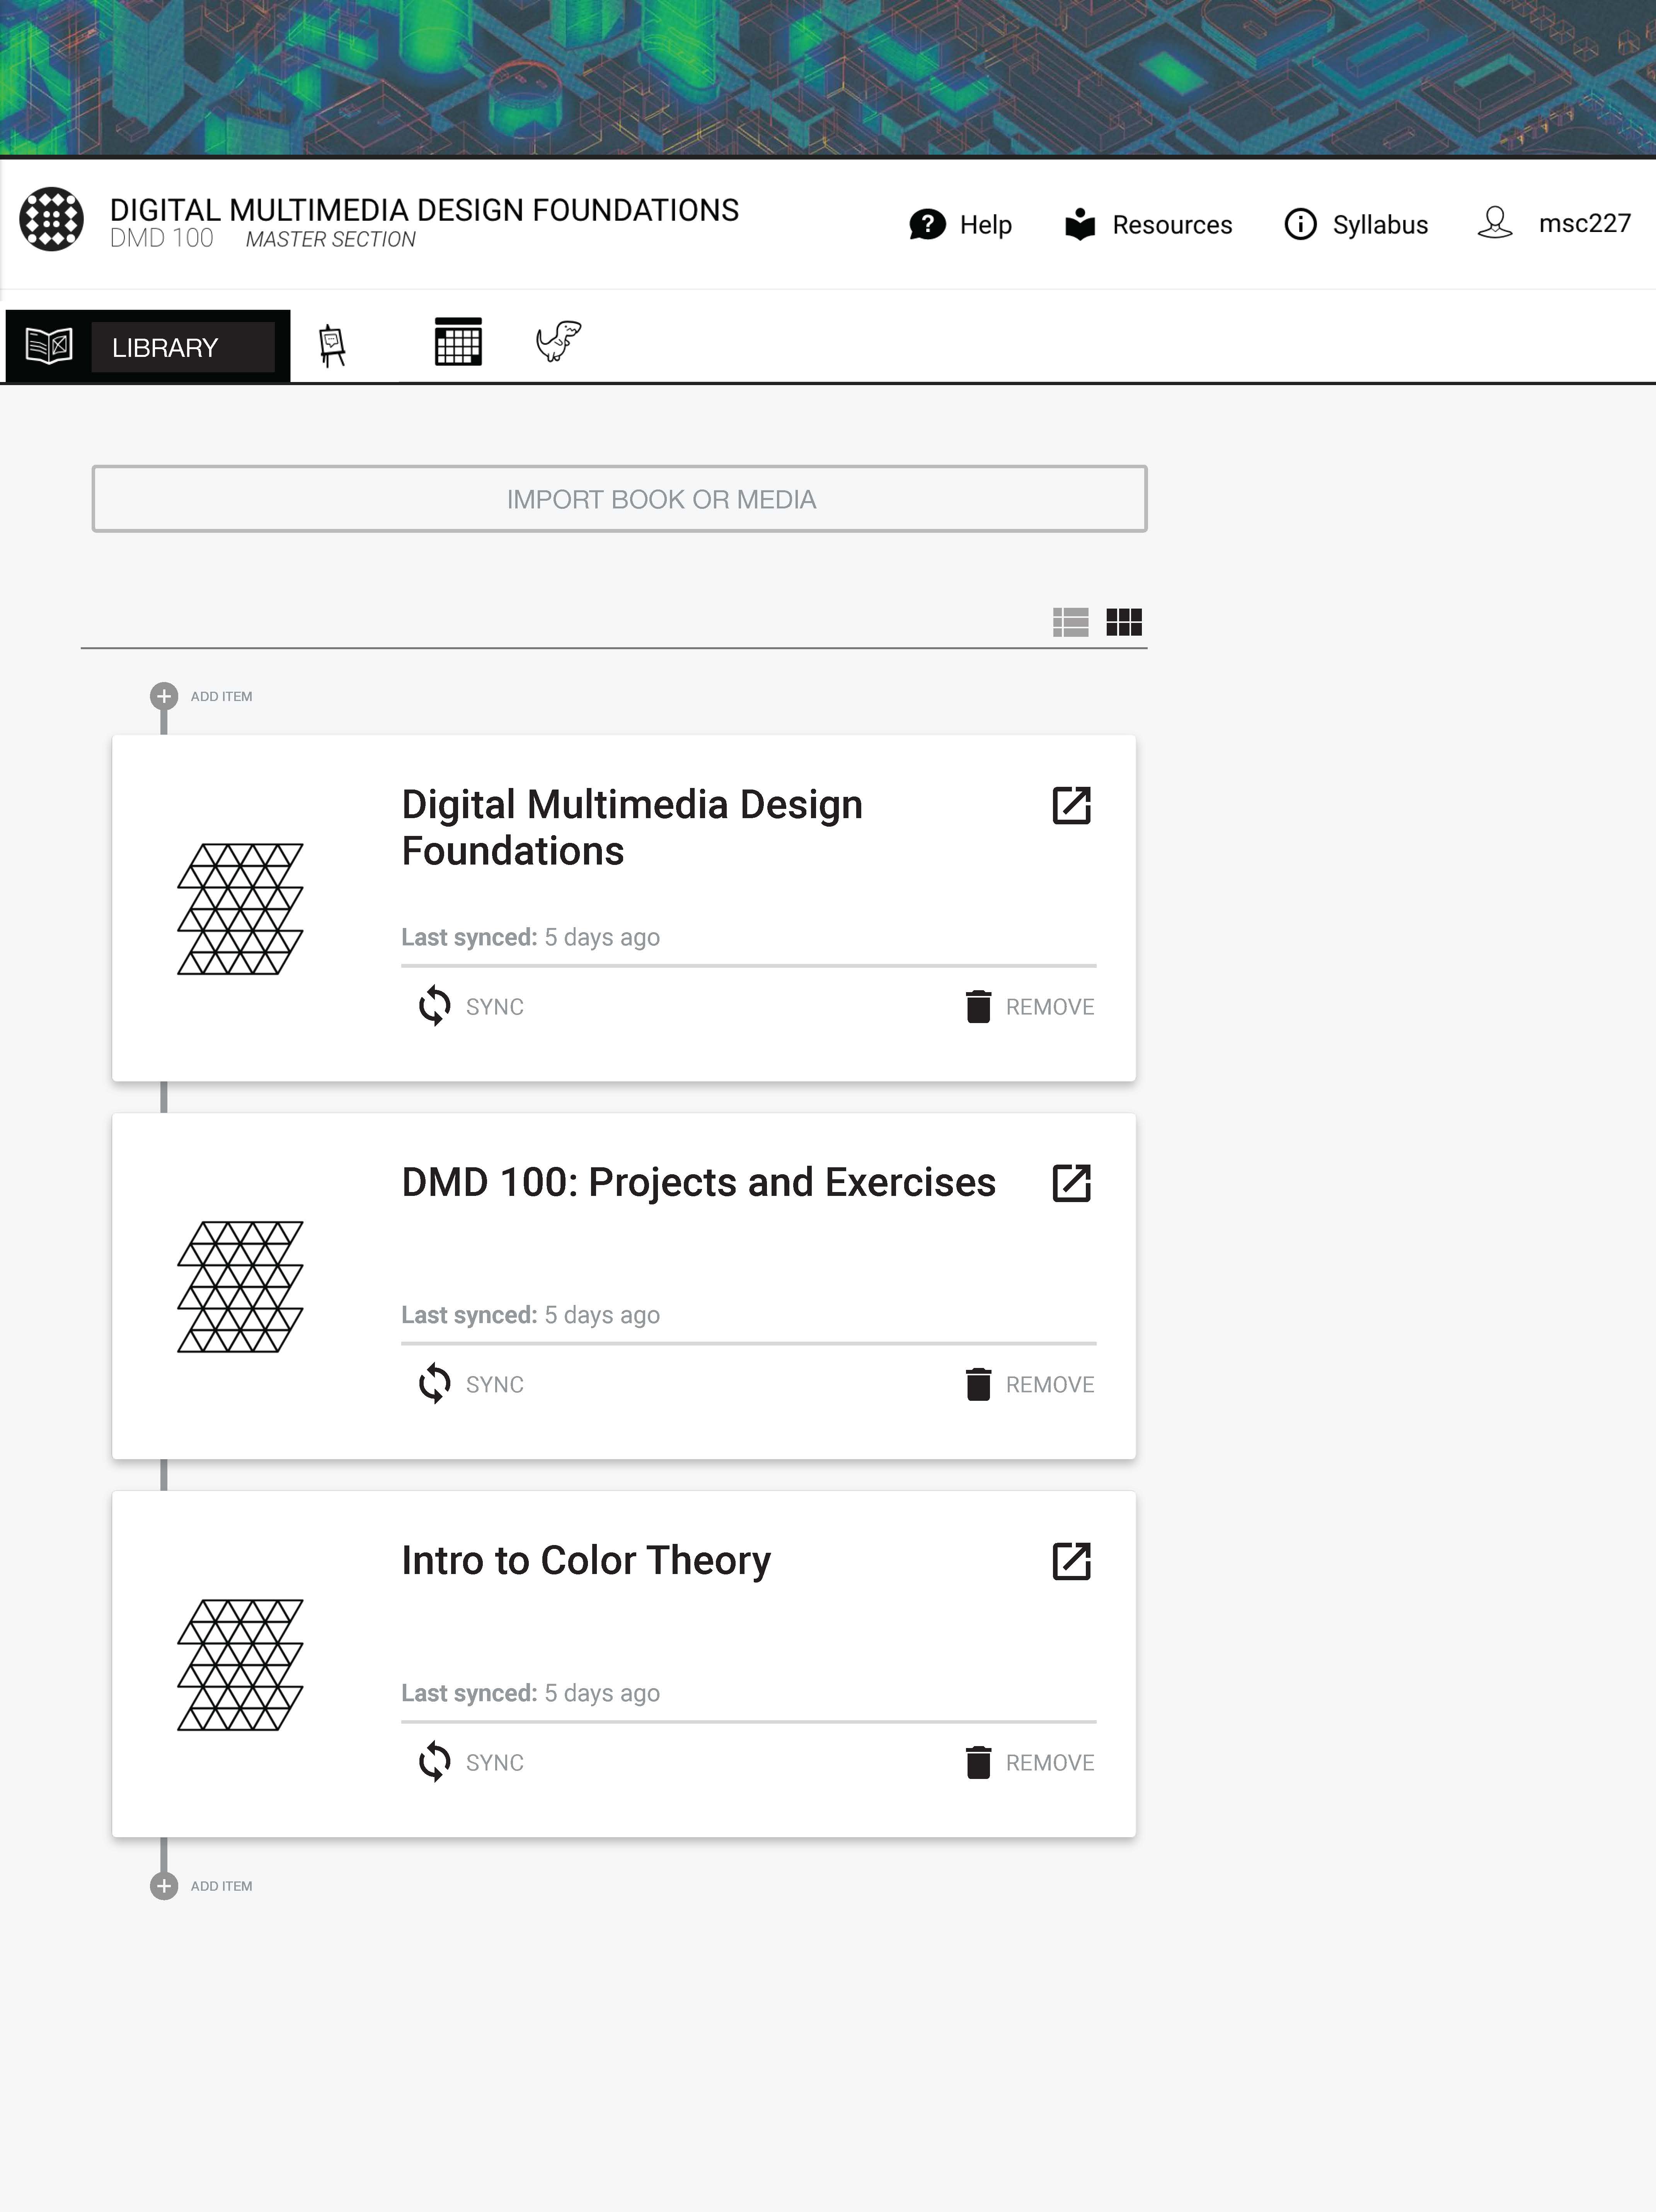 DIGITAL MULTIMEDIA DESIGN FOUNDATIONS
DMD 100 MASTER SECTION
Help Resources Syllabus msc227
LIBRARY
IMPORT BOOK OR MEDIA
ADD ITEM
Digital Multimedia Design
Foundations
Last synced: 5 days ago
SYNC REMOVE
DMD 100: Projects and Exercises
Last synced: 5 days ago
SYNC REMOVE
Intro to Color Theory
Last synced: 5 days ago
SYNC REMOVE
ADD ITEM